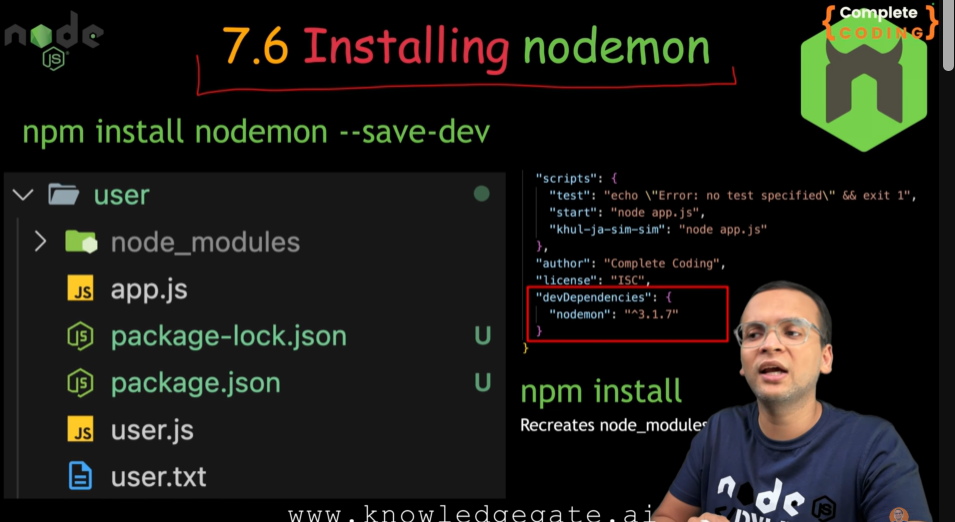 node
JS
7.6 Installing nodemon
{ Complete
CODING }
npm install nodemon --save-dev
user
node_modules
JS app.js
JS package-lock.json U
JS package.json U
JS user.js
user.txt
"scripts": {
"test": "echo \"Error: no test specified\" && exit 1",
"start": "node app.js",
"khul-ja-sim-sim": "node app.js"
},
"author": "Complete Coding",
"license": "ISC",
"devDependencies": {
"nodemon": "^3.1.7"
}
}
npm install
Recreates node_modules
node
JS
www.knowledgegate.ai